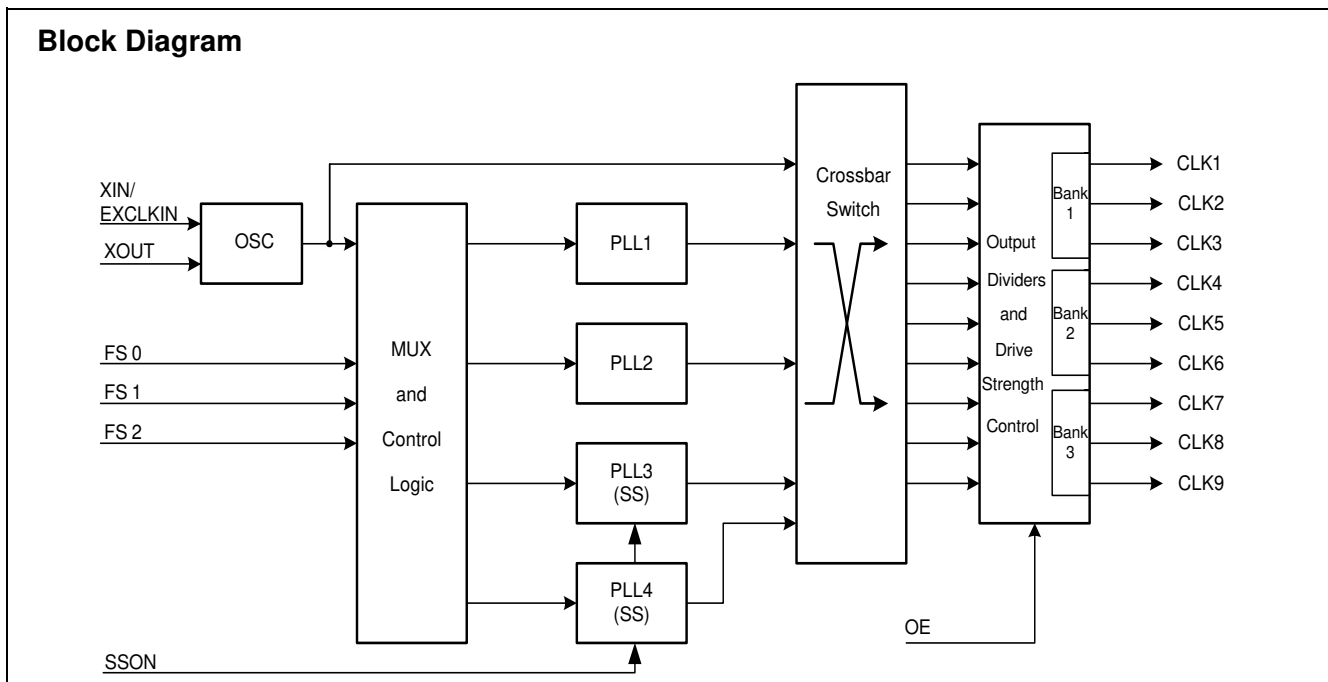 Block Diagram
XIN/
EXCLKIN
XOUT
OSC
FS 0
FS 1
FS 2
SSON
MUX
and
Control
Logic
PLL1
PLL2
PLL3
(SS)
PLL4
(SS)
Crossbar
Switch
Output
Dividers
and
Drive
Strength
Control
Bank
1
Bank
2
Bank
3
OE
CLK1
CLK2
CLK3
CLK4
CLK5
CLK6
CLK7
CLK8
CLK9